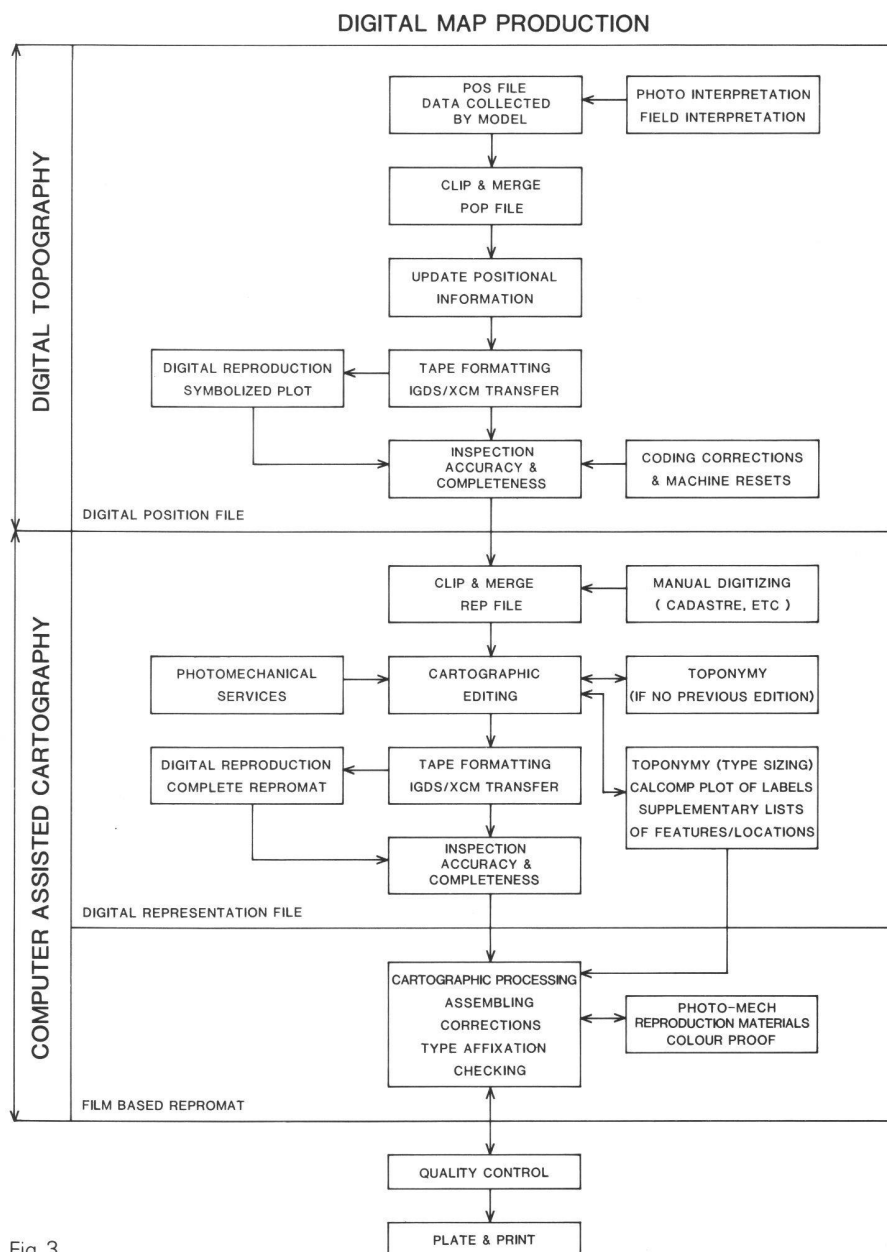 DIGITAL MAP PRODUCTION
DIGITAL TOPOGRAPHY
POS FILE
DATA COLLECTED
BY MODEL
PHOTO INTERPRETATION
FIELD INTERPRETATION
CLIP & MERGE
POP FILE
UPDATE POSITIONAL
INFORMATION
DIGITAL REPRODUCTION
SYMBOLIZED PLOT
TAPE FORMATTING
IGDS/XCM TRANSFER
INSPECTION
ACCURACY &
COMPLETENESS
CODING CORRECTIONS
& MACHINE RESETS
DIGITAL POSITION FILE
COMPUTER ASSISTED CARTOGRAPHY
CLIP & MERGE
REP FILE
MANUAL DIGITIZING
( CADASTRE, ETC )
PHOTOMECHANICAL
SERVICES
CARTOGRAPHIC
EDITING
TOPONYMY
(IF NO PREVIOUS EDITION)
DIGITAL REPRODUCTION
COMPLETE REPROMAT
TAPE FORMATTING
IGDS/XCM TRANSFER
TOPONYMY (TYPE SIZING)
CALCOMP PLOT OF LABELS
SUPPLEMENTARY LISTS
OF FEATURES/LOCATIONS
INSPECTION
ACCURACY &
COMPLETENESS
DIGITAL REPRESENTATION FILE
CARTOGRAPHIC PROCESSING
ASSEMBLING
CORRECTIONS
TYPE AFFIXATION
CHECKING
PHOTO-MECH
REPRODUCTION MATERIALS
COLOUR PROOF
FILM BASED REPROMAT
QUALITY CONTROL
PLATE & PRINT
Fig. 3